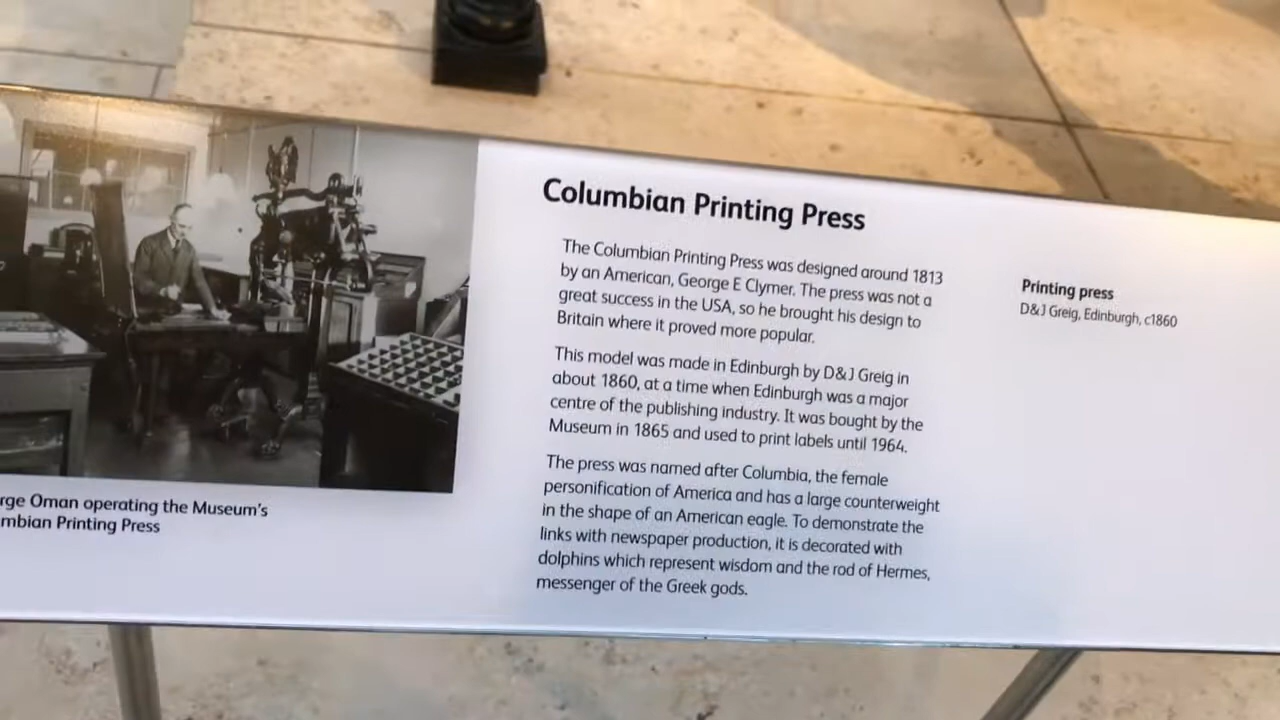 Columbian Printing Press
The Columbian Printing Press was designed around 1813
by an American, George E Clymer. The press was not a
great success in the USA, so he brought his design to
Britain where it proved more popular.
This model was made in Edinburgh by D&J Greig in
about 1860, at a time when Edinburgh was a major
centre of the publishing industry. It was bought by the
Museum in 1865 and used to print labels until 1964.
The press was named after Columbia, the female
personification of America and has a large counterweight
in the shape of an American eagle. To demonstrate the
links with newspaper production, it is decorated with
dolphins which represent wisdom and the rod of Hermes,
messenger of the Greek gods.
Printing press
D&J Greig, Edinburgh, c1860
rge Oman operating the Museum's
mbian Printing Press